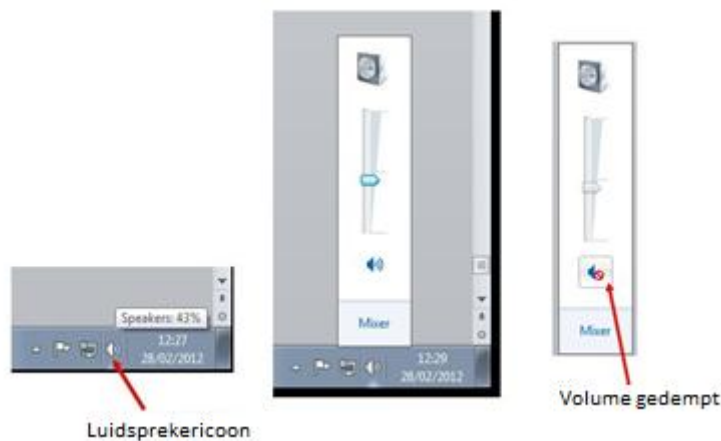 Speakers: 43%
12:27
28/02/2012
Luidsprekericoon
Mixer
12:29
28/02/2012
Mixer
Volume gedempt